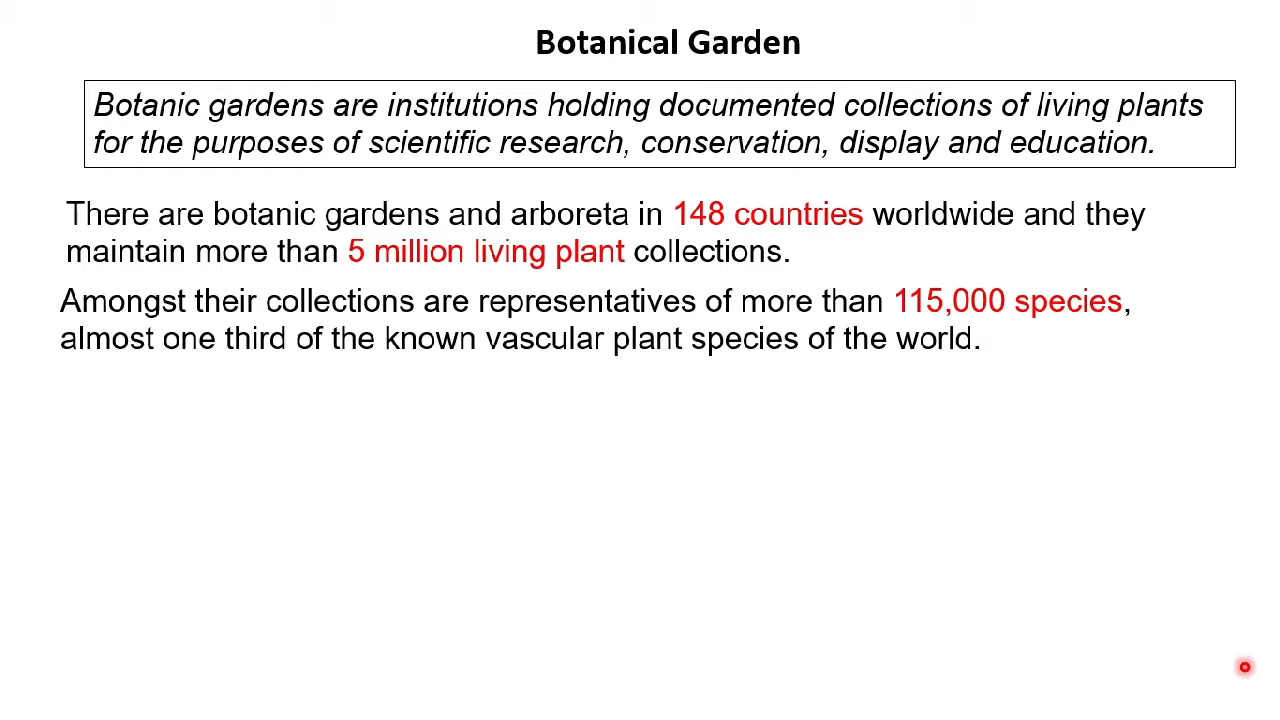 Botanical Garden
Botanic gardens are institutions holding documented collections of living plants
for the purposes of scientific research, conservation, display and education.
There are botanic gardens and arboreta in 148 countries worldwide and they
maintain more than 5 million living plant collections.
Amongst their collections are representatives of more than 115,000 species,
almost one third of the known vascular plant species of the world.